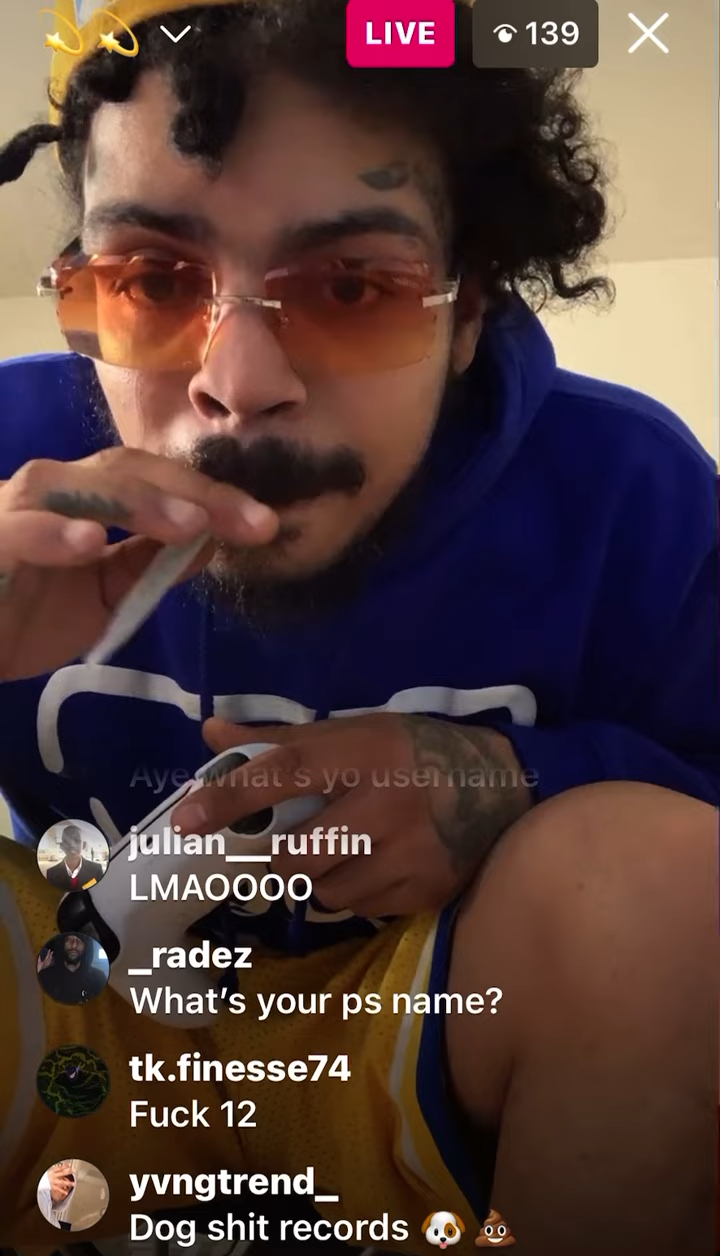 💫💫
LIVE
139
Aye what's yo username
julian__ruffin
LMAOOOO
_radez
What's your ps name?
tk.finesse74
Fuck 12
yvngtrend_
Dog shit records 🐶 💩